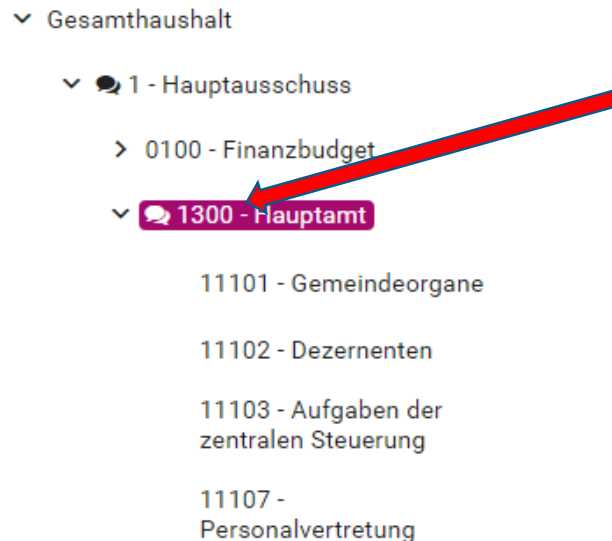 Gesamthaushalt
1 - Hauptausschuss
0100 - Finanzbudget
1300 - Hauptamt
11101 - Gemeindeorgane
11102 - Dezernenten
11103 - Aufgaben der
zentralen Steuerung
11107 -
Personalvertretung